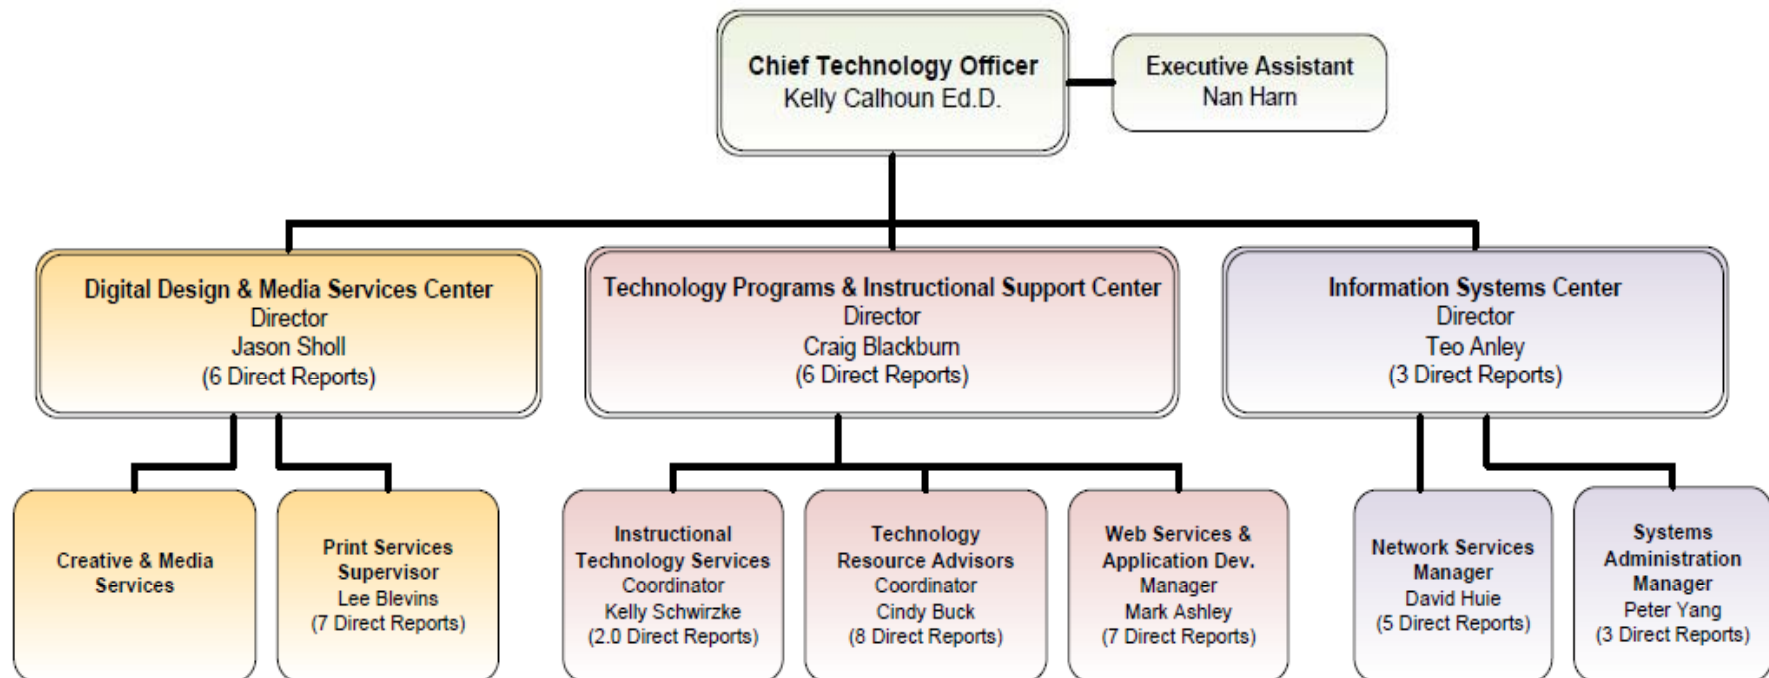 Chief Technology Officer
Kelly Calhoun Ed.D.
Executive Assistant
Nan Harn
Digital Design & Media Services Center
Director
Jason Sholl
(6 Direct Reports)
Technology Programs & Instructional Support Center
Director
Craig Blackburn
(6 Direct Reports)
Information Systems Center
Director
Teo Anley
(3 Direct Reports)
Creative & Media
Services
Print Services
Supervisor
Lee Blevins
(7 Direct Reports)
Instructional
Technology Services
Coordinator
Kelly Schwirzke
(2.0 Direct Reports)
Technology
Resource Advisors
Coordinator
Cindy Buck
(8 Direct Reports)
Web Services &
Application Dev.
Manager
Mark Ashley
(7 Direct Reports)
Network Services
Manager
David Huie
(5 Direct Reports)
Systems
Administration
Manager
Peter Yang
(3 Direct Reports)